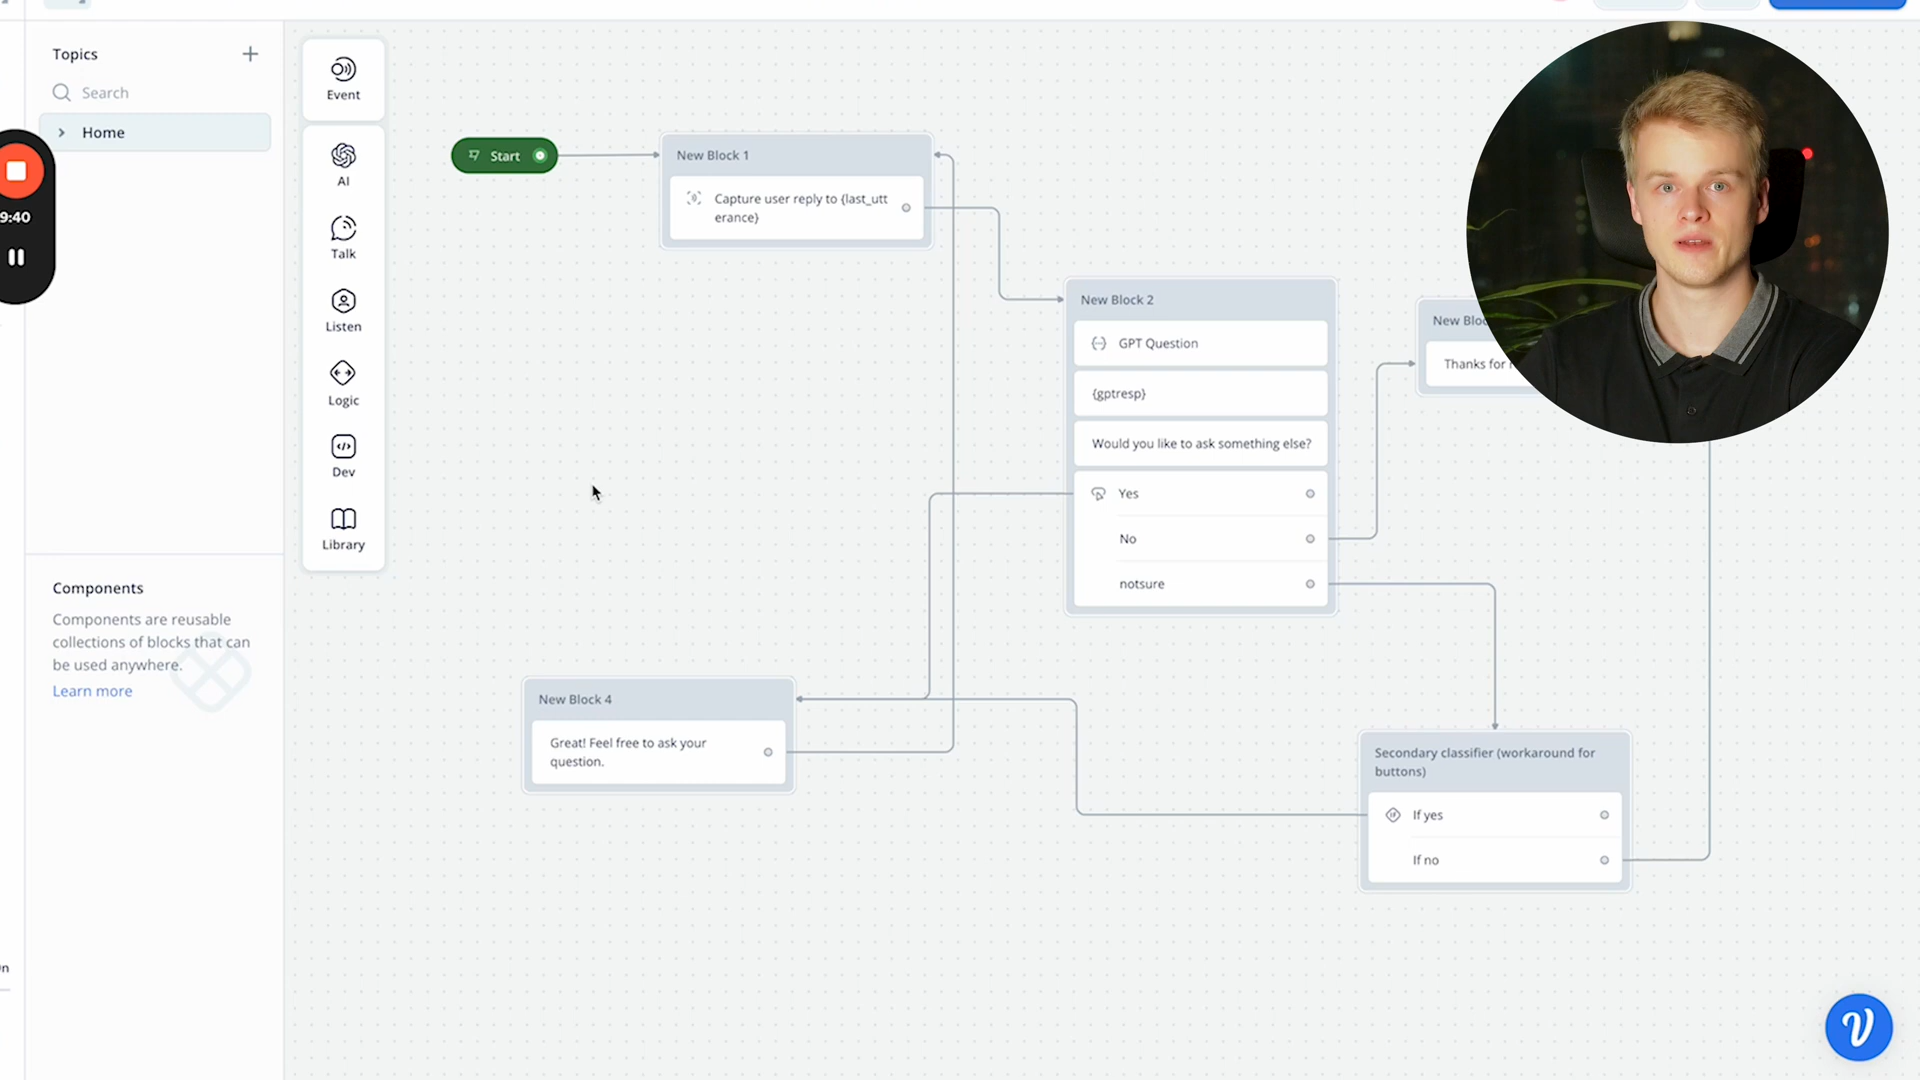 Topics
Search
Home
9:40
Event
AI
Talk
Listen
Logic
Dev
Library
Components
Components are reusable
collections of blocks that can
be used anywhere.
Learn more
Start
New Block 1
Capture user reply to {last_utt
erance}
New Block 2
GPT Question
{gptresp}
Would you like to ask something else?
Yes
No
notsure
Thanks for
New Block 4
Great! Feel free to ask your
question.
Secondary classifier (workaround for
buttons)
If yes
If no